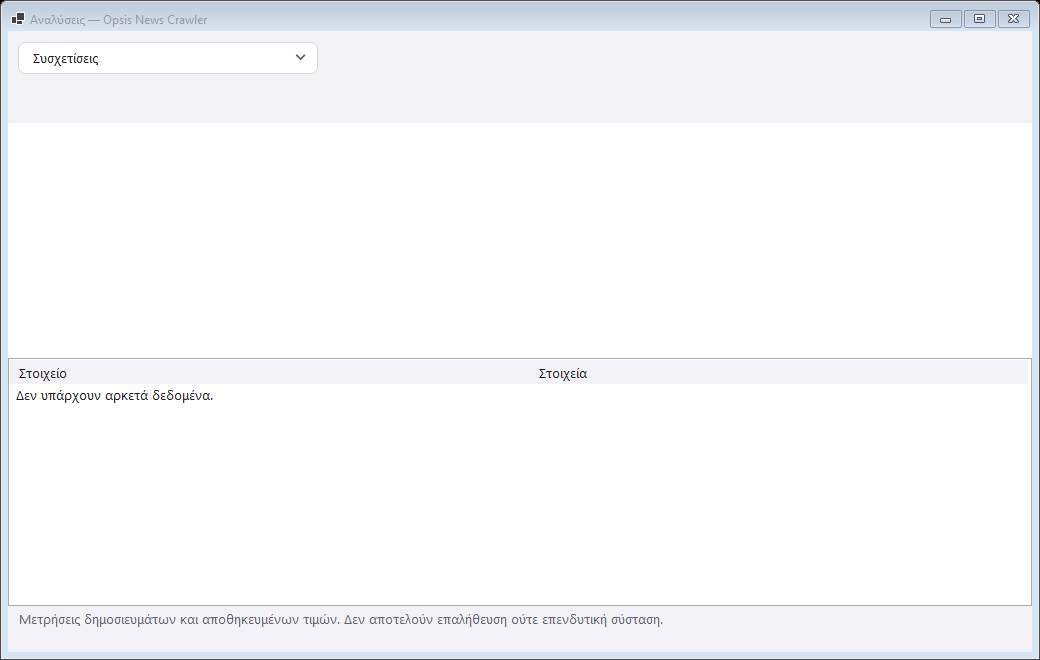 Αναλύσεις — Opsis News Crawler
Συσχετίσεις
Στοιχείο Στοιχεία
Δεν υπάρχουν αρκετά δεδομένα.
Μετρήσεις δημοσιευμάτων και αποθηκευμένων τιμών. Δεν αποτελούν επαλήθευση ούτε επενδυτική σύσταση.